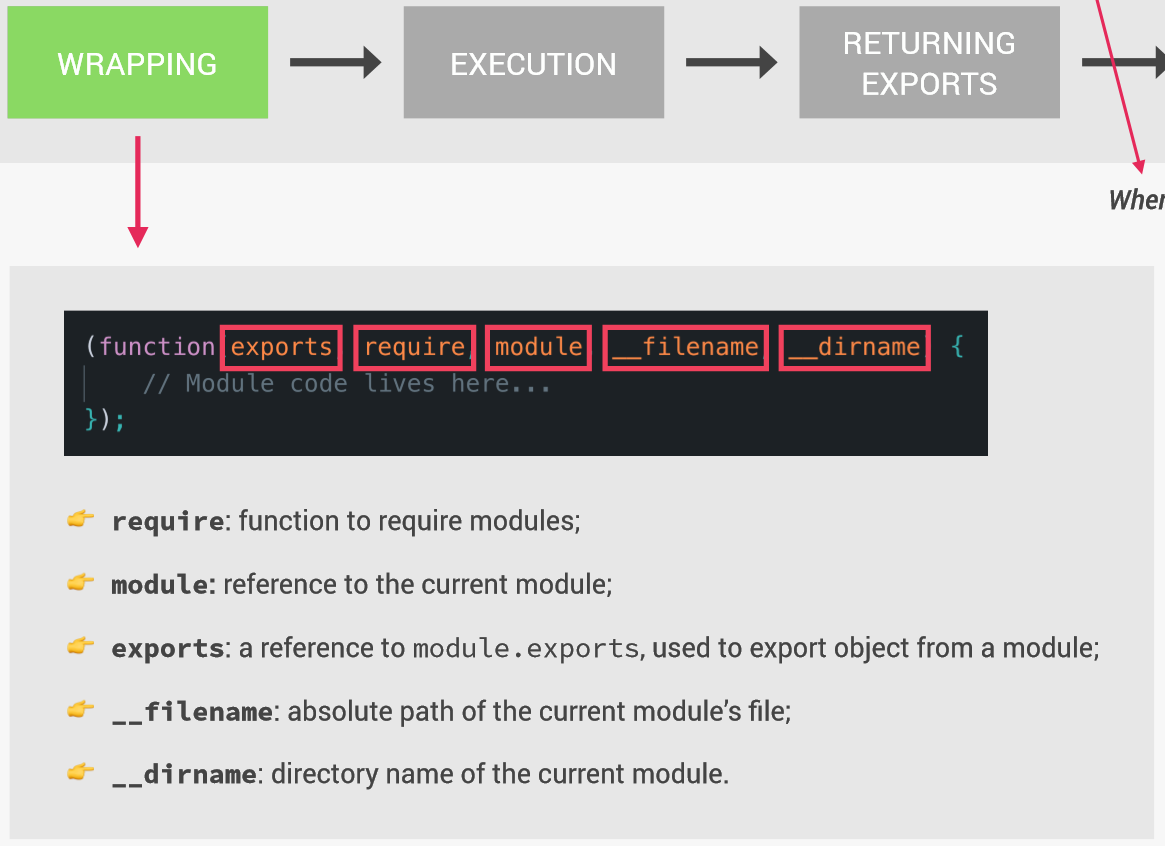 WRAPPING
EXECUTION
RETURNING
EXPORTS
(function exports, require, module, __filename, __dirname, {
// Module code lives here...
});
👉 require: function to require modules;
👉 module: reference to the current module;
👉 exports: a reference to module.exports, used to export object from a module;
👉 __filename: absolute path of the current module’s file;
👉 __dirname: directory name of the current module.